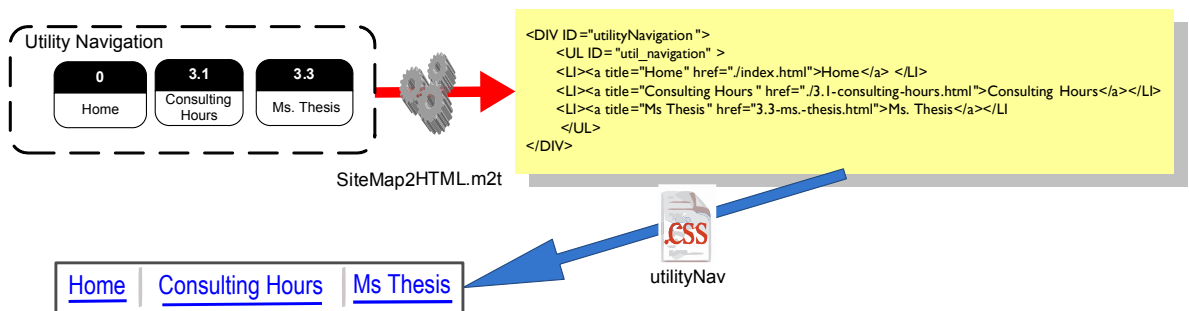 Utility Navigation
0
Home
3.1
Consulting
Hours
3.3
Ms. Thesis
SiteMap2HTML.m2t
<DIV ID ="utilityNavigation ">
<UL ID= "util_navigation" >
<LI><a title="Home" href="./index.html">Home</a> </LI>
<LI><a title="Consulting Hours " href="./3.1-consulting-hours.html">Consulting Hours</a></LI>
<LI><a title="Ms Thesis" href="3.3-ms.-thesis.html">Ms. Thesis</a></LI
</UL>
</DIV>
.CSS
utilityNav
Home
Consulting Hours
Ms Thesis